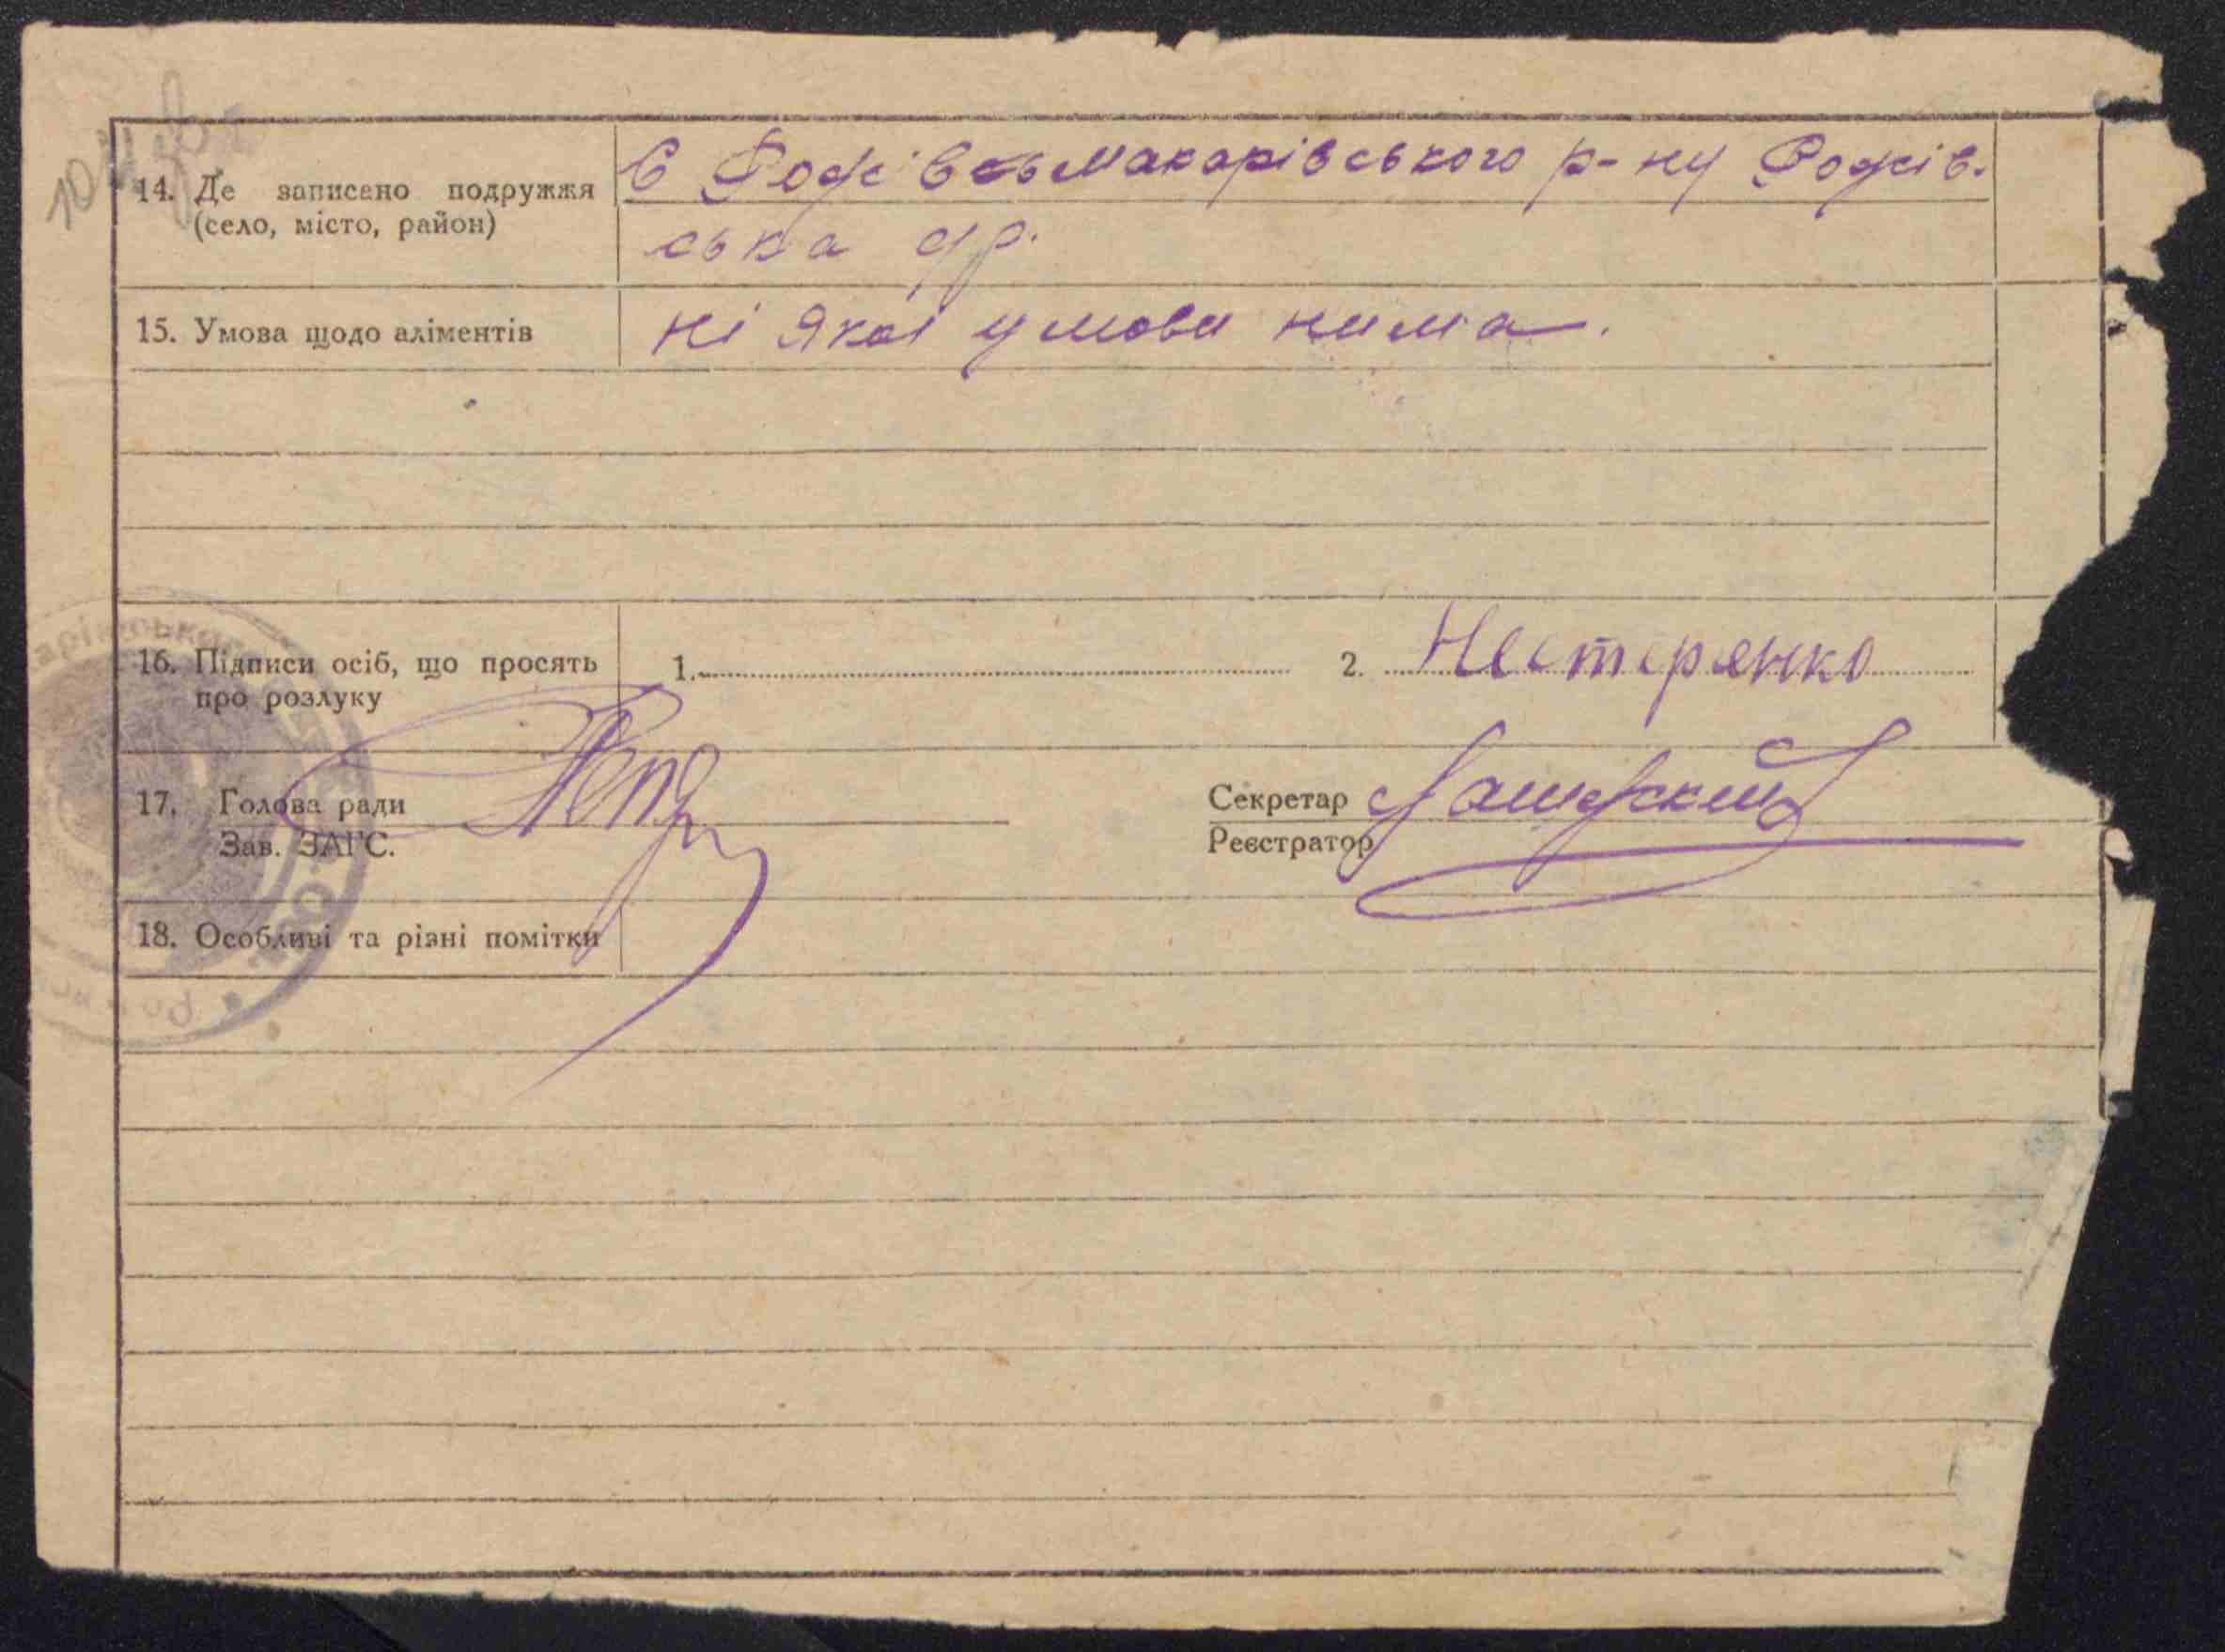 14. Де записано подружжя
(село, місто, район)
Макарівського р-ну Рожів.
ська
15. Умова щодо аліментів
ні якої умови нима.
16. Підписи осіб, що просять
про розлуку
1.
2. Нестеренко
17. Голова ради
Зав. ЗАГС.
Секретар
Реєстратор
18. Особливі та різні помітки